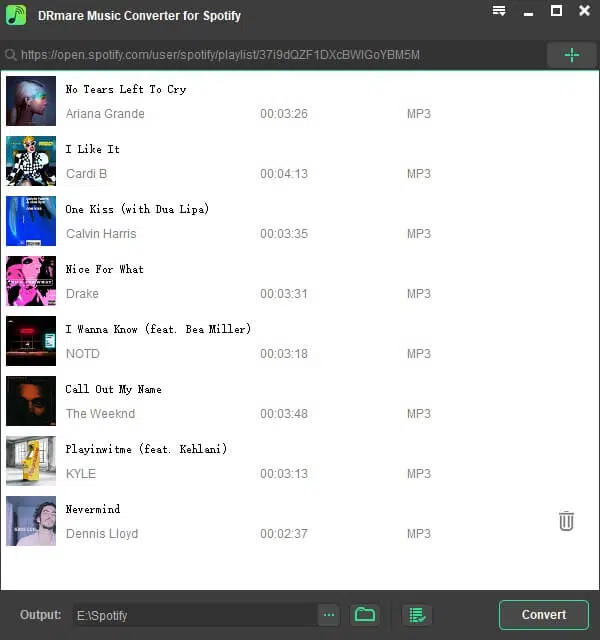 DRmare Music Converter for Spotify
https://open.spotify.com/user/spotify/playlist/37i9dQZF1DXcBWIGoYBM5M
No Tears Left To Cry
Ariana Grande 00:03:26 MP3
I Like It
Cardi B 00:04:13 MP3
One Kiss (with Dua Lipa)
Calvin Harris 00:03:35 MP3
Nice For What
Drake 00:03:31 MP3
I Wanna Know (feat. Bea Miller)
NOTD 00:03:18 MP3
Call Out My Name
The Weeknd 00:03:48 MP3
Playinwitme (feat. Kehlani)
KYLE 00:03:13 MP3
Nevermind
Dennis Lloyd 00:02:37 MP3
Output: E:\Spotify ... Convert